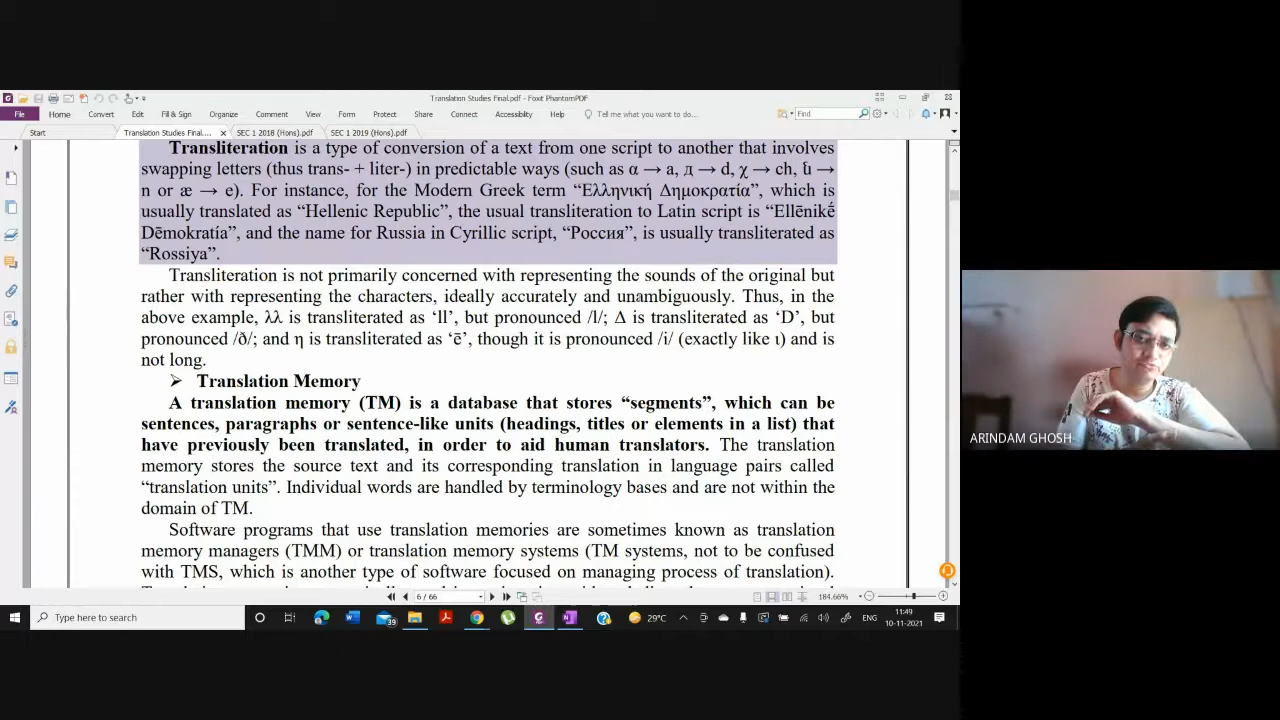 Translation Studies Final.pdf - Foxit PhantomPDF
File Home Convert Edit Fill & Sign Organize Comment View Form Protect Share Connect Accessibility Help Tell me what you want to do... Find
Start Translation Studies Final.... SEC 1 2018 (Hons).pdf SEC 1 2019 (Hons).pdf
Transliteration is a type of conversion of a text from one script to another that involves
swapping letters (thus trans- + liter-) in predictable ways (such as α → a, д → d, χ → ch,ն →
n or æ → e). For instance, for the Modern Greek term “Ελληνική Δημοκρατία”, which is
usually translated as “Hellenic Republic”, the usual transliteration to Latin script is “Ellēnikḗ
Dēmokratía”, and the name for Russia in Cyrillic script, “Россия”, is usually transliterated as
“Rossiya”.
Transliteration is not primarily concerned with representing the sounds of the original but
rather with representing the characters, ideally accurately and unambiguously. Thus, in the
above example, λλ is transliterated as ‘ll’, but pronounced /l/; Δ is transliterated as ‘D’, but
pronounced /ð/; and η is transliterated as ‘ē’, though it is pronounced /i/ (exactly like ι) and is
not long.
➢ Translation Memory
A translation memory (TM) is a database that stores “segments”, which can be
sentences, paragraphs or sentence-like units (headings, titles or elements in a list) that
have previously been translated, in order to aid human translators. The translation
memory stores the source text and its corresponding translation in language pairs called
“translation units”. Individual words are handled by terminology bases and are not within the
domain of TM.
Software programs that use translation memories are sometimes known as translation
memory managers (TMM) or translation memory systems (TM systems, not to be confused
with TMS, which is another type of software focused on managing process of translation).
6 / 66 184.66%
Type here to search 39 29°C ENG 11:49
10-11-2021
ARINDAM GHOSH